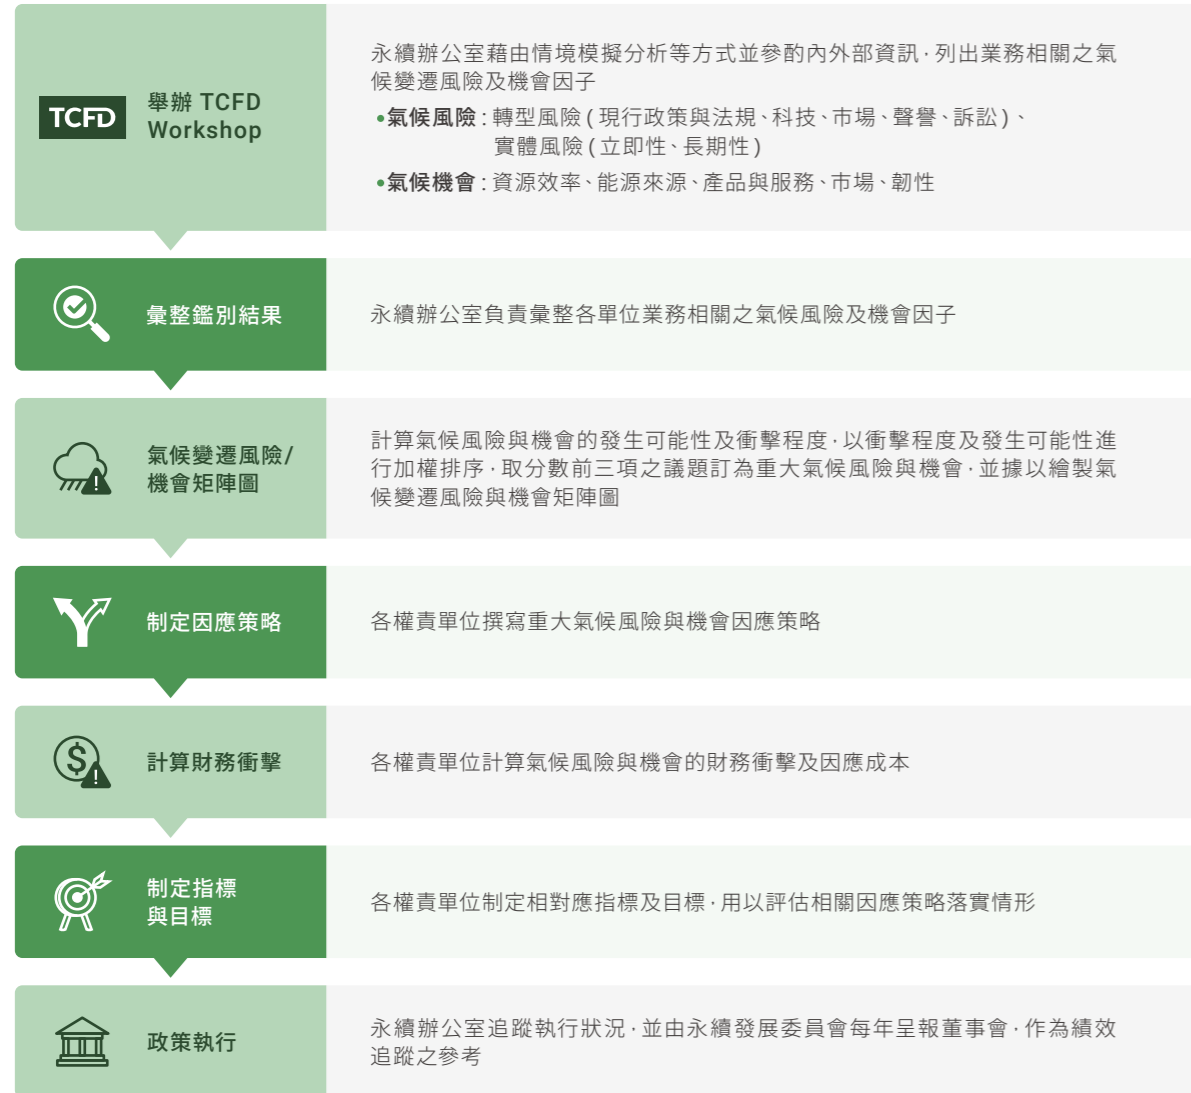 TCFD
舉辦 TCFD
Workshop
永續辦公室藉由情境模擬分析等方式並參酌內外部資訊，列出業務相關之氣
候變遷風險及機會因子
•氣候風險：轉型風險（現行政策與法規、科技、市場、聲譽、訴訟）、
實體風險（立即性、長期性）
•氣候機會：資源效率、能源來源、產品與服務、市場、韌性
彙整鑑別結果
永續辦公室負責彙整各單位業務相關之氣候風險及機會因子
氣候變遷風險/
機會矩陣圖
計算氣候風險與機會的發生可能性及衝擊程度，以衝擊程度及發生可能性進
行加權排序，取分數前三項之議題訂為重大氣候風險與機會，並據以繪製氣
候變遷風險與機會矩陣圖
制定因應策略
各權責單位撰寫重大氣候風險與機會因應策略
計算財務衝擊
各權責單位計算氣候風險與機會的財務衝擊及因應成本
制定指標
與目標
各權責單位制定相對應指標及目標，用以評估相關因應策略落實情形
政策執行
永續辦公室追蹤執行狀況，並由永續發展委員會每年呈報董事會，作為績效
追蹤之參考